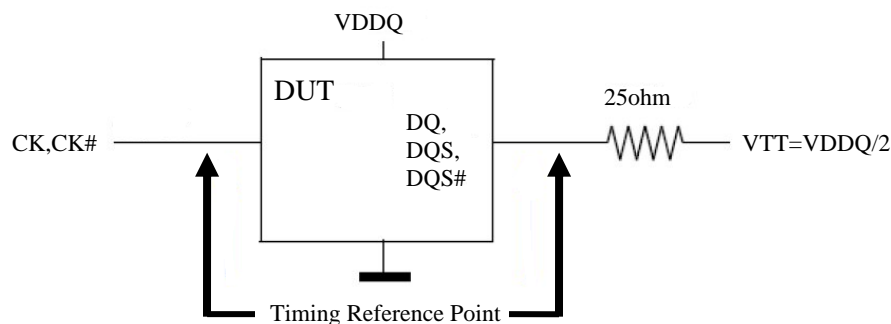 VDDQ
DUT
25ohm
DQ,
DQS,
DQS#
CK,CK#
VTT=VDDQ/2
Timing Reference Point